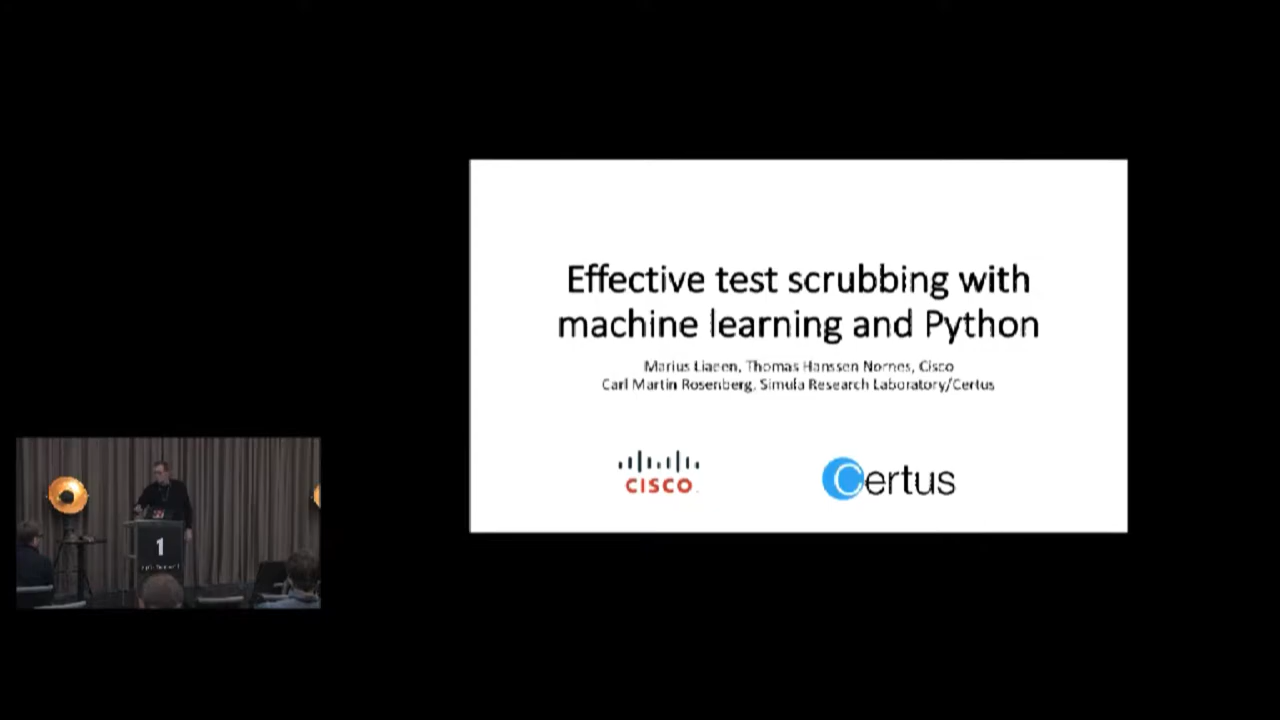 Effective test scrubbing with
machine learning and Python
Marius Liaaen, Thomas Hanssen Nornes, Cisco
Carl Martin Rosenberg, Simula Research Laboratory/Certus
CISCO
Certus
1